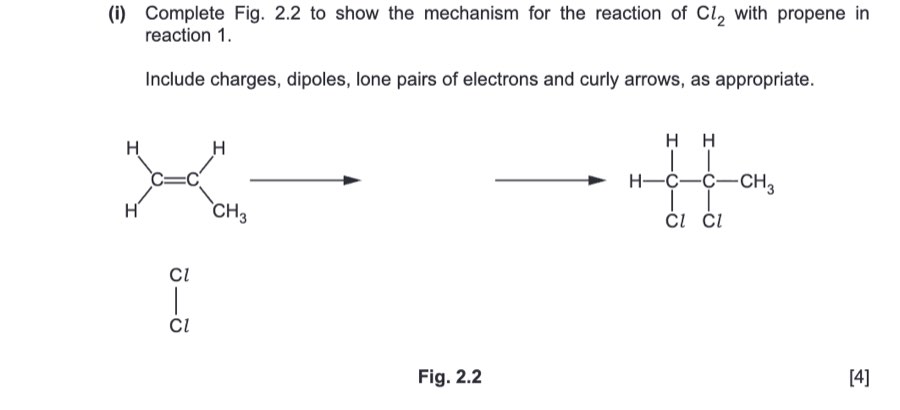 (i) Complete Fig. 2.2 to show the mechanism for the reaction of Cl₂ with propene in
reaction 1.
Include charges, dipoles, lone pairs of electrons and curly arrows, as appropriate.
H H
C=C
H CH₃
Cl
Cl
H H
H—C—C—CH₃
Cl Cl
Fig. 2.2
[4]